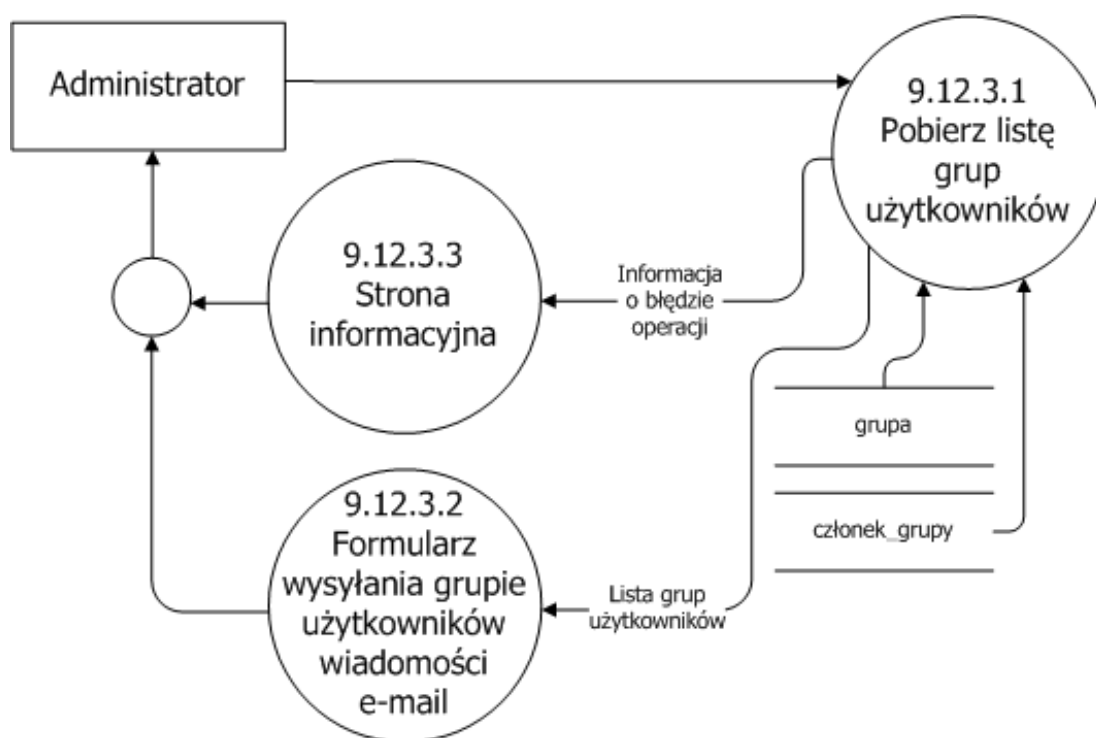 Administrator
9.12.3.1
Pobierz listę
grup
użytkowników
9.12.3.3
Strona
informacyjna
Informacja
o błędzie
operacji
grupa
członek_grupy
9.12.3.2
Formularz
wysyłania grupie
użytkowników
wiadomości
e-mail
Lista grup
użytkowników